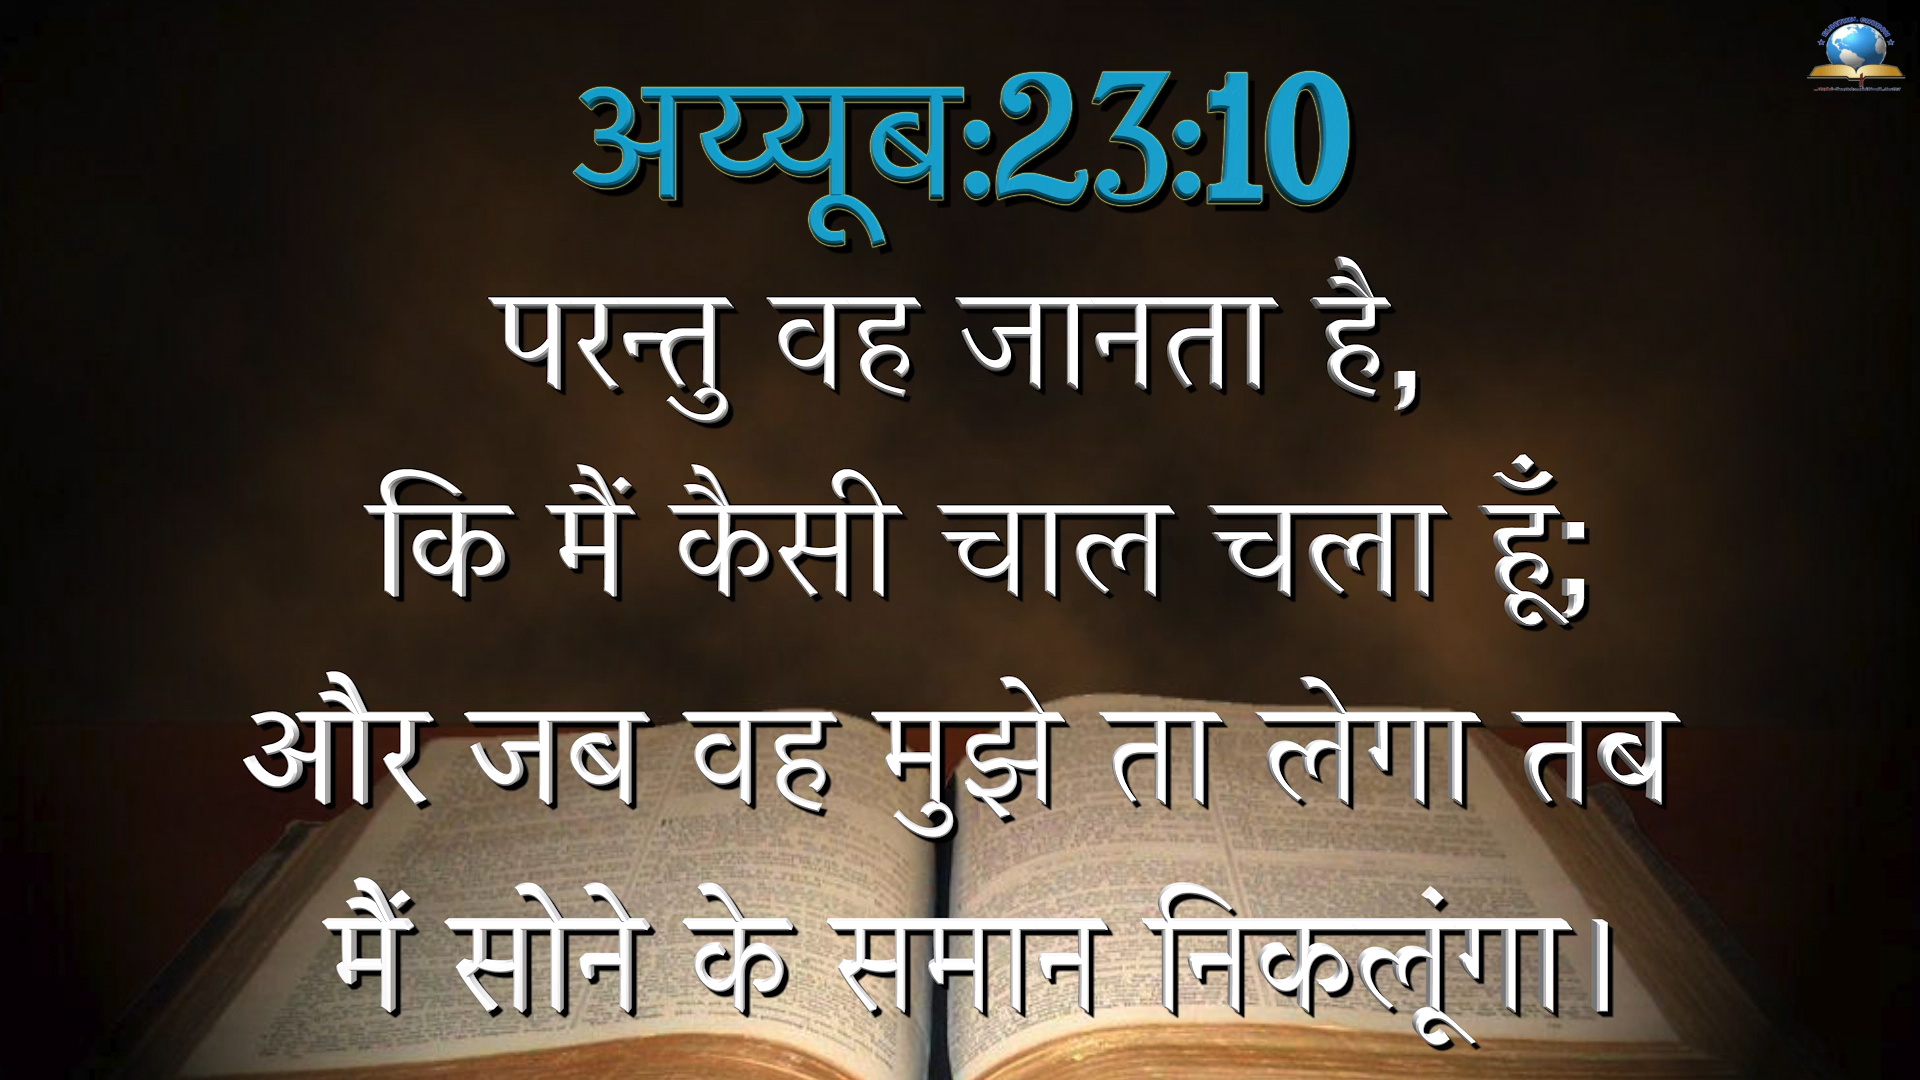 अय्यूब:23:10
परन्तु वह जानता है,
कि मैं कैसी चाल चला हूँ;
और जब वह मुझे ता लेगा तब
मैं सोने के समान निकलूंगा।